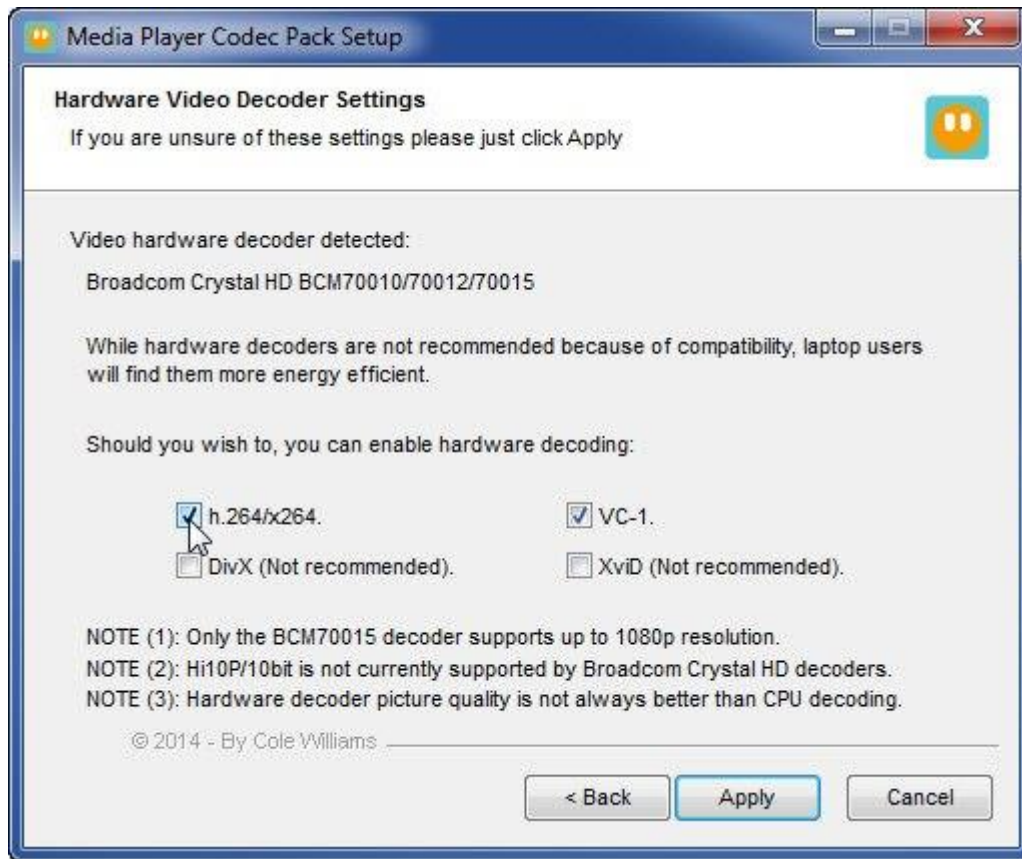 Media Player Codec Pack Setup
Hardware Video Decoder Settings
If you are unsure of these settings please just click Apply
Video hardware decoder detected:
Broadcom Crystal HD BCM70010/70012/70015
While hardware decoders are not recommended because of compatibility, laptop users
will find them more energy efficient.
Should you wish to, you can enable hardware decoding:
h.264/x264.
VC-1.
DivX (Not recommended).
XviD (Not recommended).
NOTE (1): Only the BCM70015 decoder supports up to 1080p resolution.
NOTE (2): Hi10P/10bit is not currently supported by Broadcom Crystal HD decoders.
NOTE (3): Hardware decoder picture quality is not always better than CPU decoding.
© 2014 - By Cole Williams
< Back
Apply
Cancel